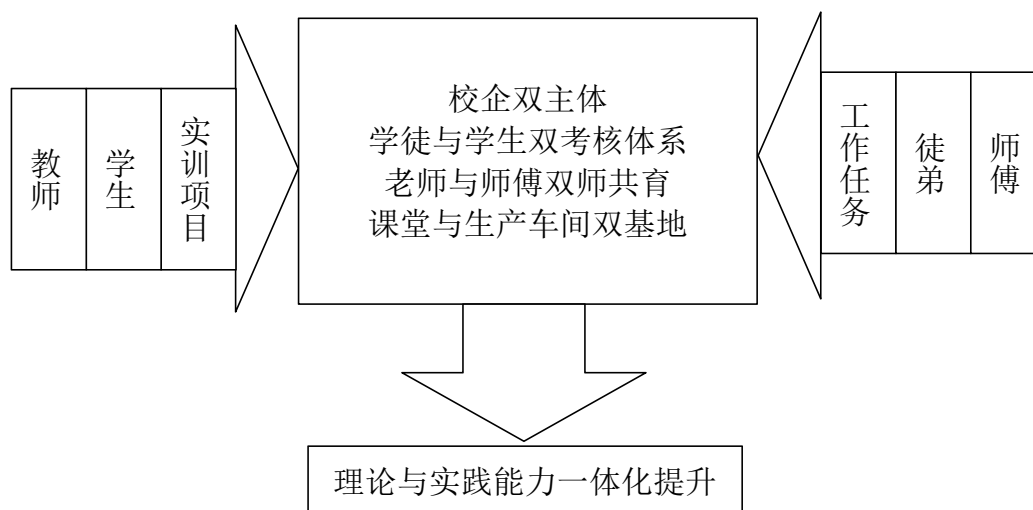 教师
学生
实训项目
校企双主体
学徒与学生双考核体系
老师与师傅双师共育
课堂与生产车间双基地
工作任务
徒弟
师傅
理论与实践能力一体化提升